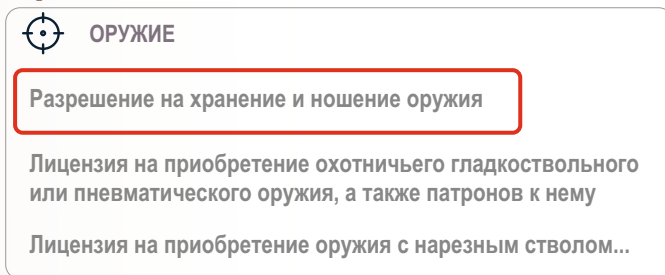 ОРУЖИЕ
Разрешение на хранение и ношение оружия
Лицензия на приобретение охотничьего гладкоствольного
или пневматического оружия, а также патронов к нему
Лицензия на приобретение оружия с нарезным стволом...